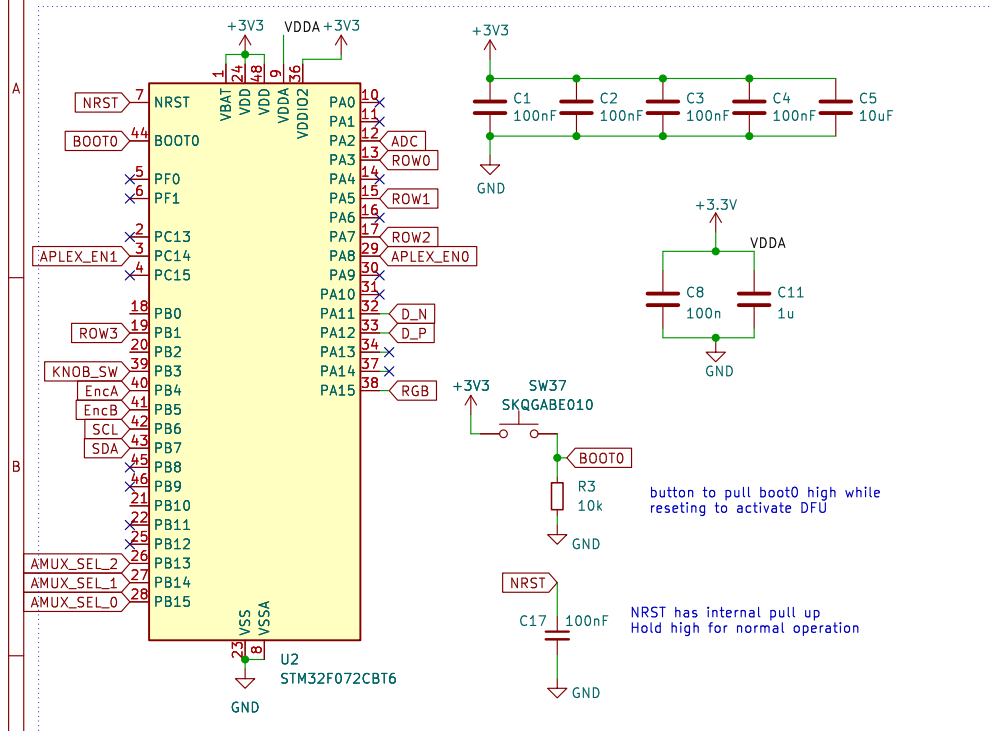 A
B
+3V3
VDDA
+3V3
1
24
48
9
36
VBAT
VDD
VDD
VDDA
VDDIO2
NRST
7
NRST
BOOT0
44
BOOT0
5
PF0
6
PF1
2
PC13
APLEX_EN1
3
PC14
4
PC15
18
PB0
ROW3
19
PB1
20
PB2
KNOB_SW
39
PB3
EncA
40
PB4
EncB
41
PB5
SCL
42
PB6
SDA
43
PB7
45
PB8
46
PB9
21
PB10
22
PB11
25
PB12
AMUX_SEL_2
26
PB13
AMUX_SEL_1
27
PB14
AMUX_SEL_0
28
PB15
PA0
10
PA1
11
PA2
12
ADC
PA3
13
ROW0
PA4
14
PA5
15
ROW1
PA6
16
PA7
17
ROW2
PA8
29
APLEX_EN0
PA9
30
PA10
31
PA11
32
D_N
PA12
33
D_P
PA13
34
PA14
37
PA15
38
RGB
VSS
VSSA
23
8
U2
STM32F072CBT6
GND
+3V3
C1
100nF
C2
100nF
C3
100nF
C4
100nF
C5
10uF
GND
+3.3V
VDDA
C8
100n
C11
1u
GND
+3V3
SW37
SKQGABE010
BOOT0
R3
10k
GND
button to pull boot0 high while
reseting to activate DFU
NRST
C17
100nF
GND
NRST has internal pull up
Hold high for normal operation